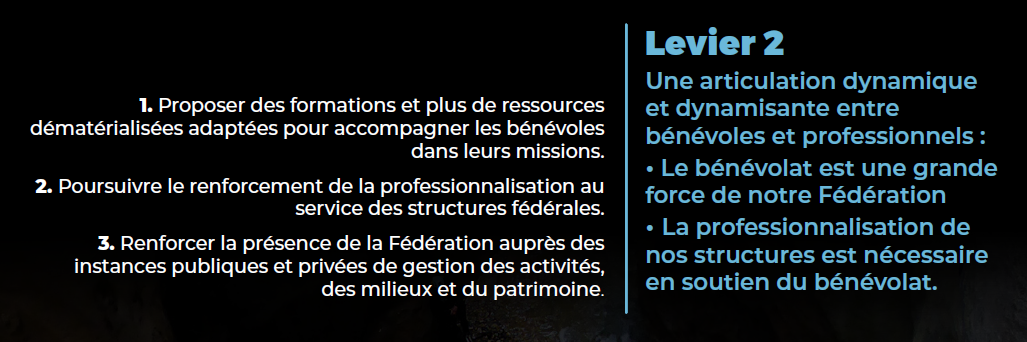 1. Proposer des formations et plus de ressources
dématérialisées adaptées pour accompagner les bénévoles
dans leurs missions.
2. Poursuivre le renforcement de la professionnalisation au
service des structures fédérales.
3. Renforcer la présence de la Fédération auprès des
instances publiques et privées de gestion des activités,
des milieux et du patrimoine.
Levier 2
Une articulation dynamique
et dynamisante entre
bénévoles et professionnels :
• Le bénévolat est une grande
force de notre Fédération
• La professionnalisation de
nos structures est nécessaire
en soutien du bénévolat.